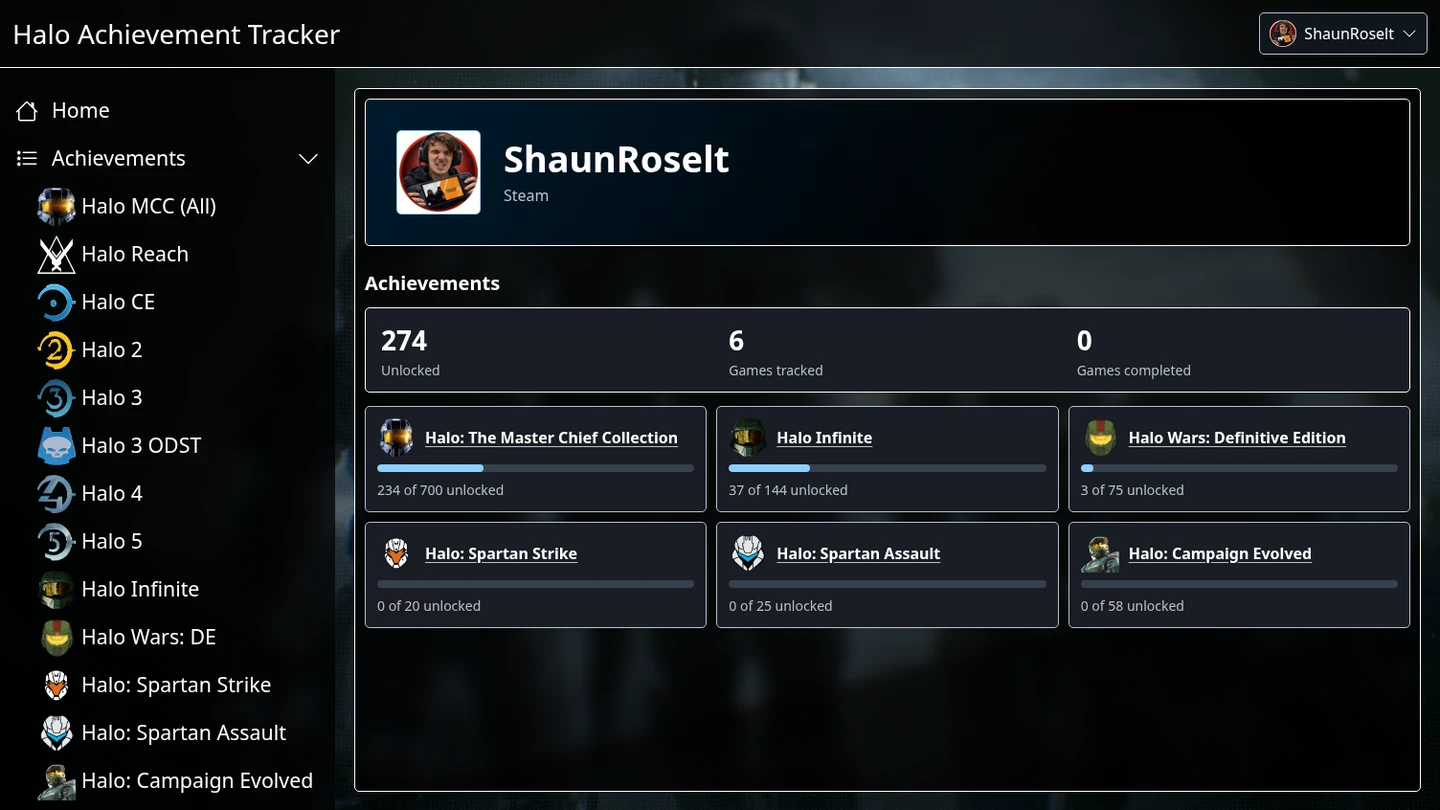 Halo Achievement Tracker
ShaunRoselt
Home
Achievements
Halo MCC (All)
Halo Reach
Halo CE
Halo 2
Halo 3
Halo 3 ODST
Halo 4
Halo 5
Halo Infinite
Halo Wars: DE
Halo: Spartan Strike
Halo: Spartan Assault
Halo: Campaign Evolved
ShaunRoselt
Steam
Achievements
274
Unlocked
6
Games tracked
0
Games completed
Halo: The Master Chief Collection
234 of 700 unlocked
Halo Infinite
37 of 144 unlocked
Halo Wars: Definitive Edition
3 of 75 unlocked
Halo: Spartan Strike
0 of 20 unlocked
Halo: Spartan Assault
0 of 25 unlocked
Halo: Campaign Evolved
0 of 58 unlocked